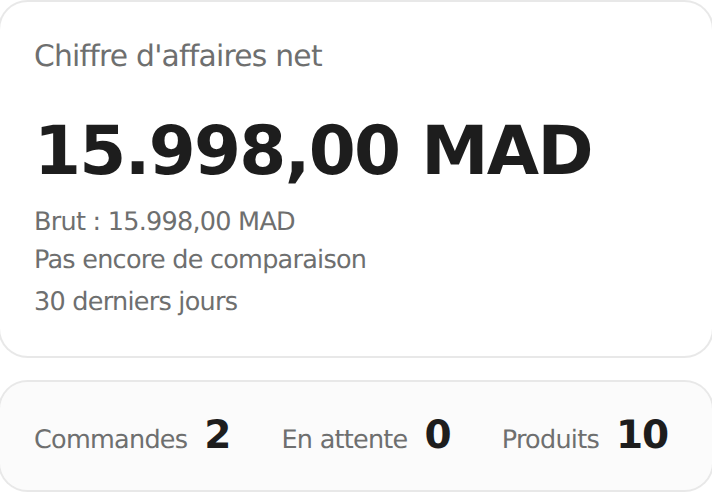 Chiffre d'affaires net
15.998,00 MAD
Brut : 15.998,00 MAD
Pas encore de comparaison
30 derniers jours
Commandes 2 En attente 0 Produits 10